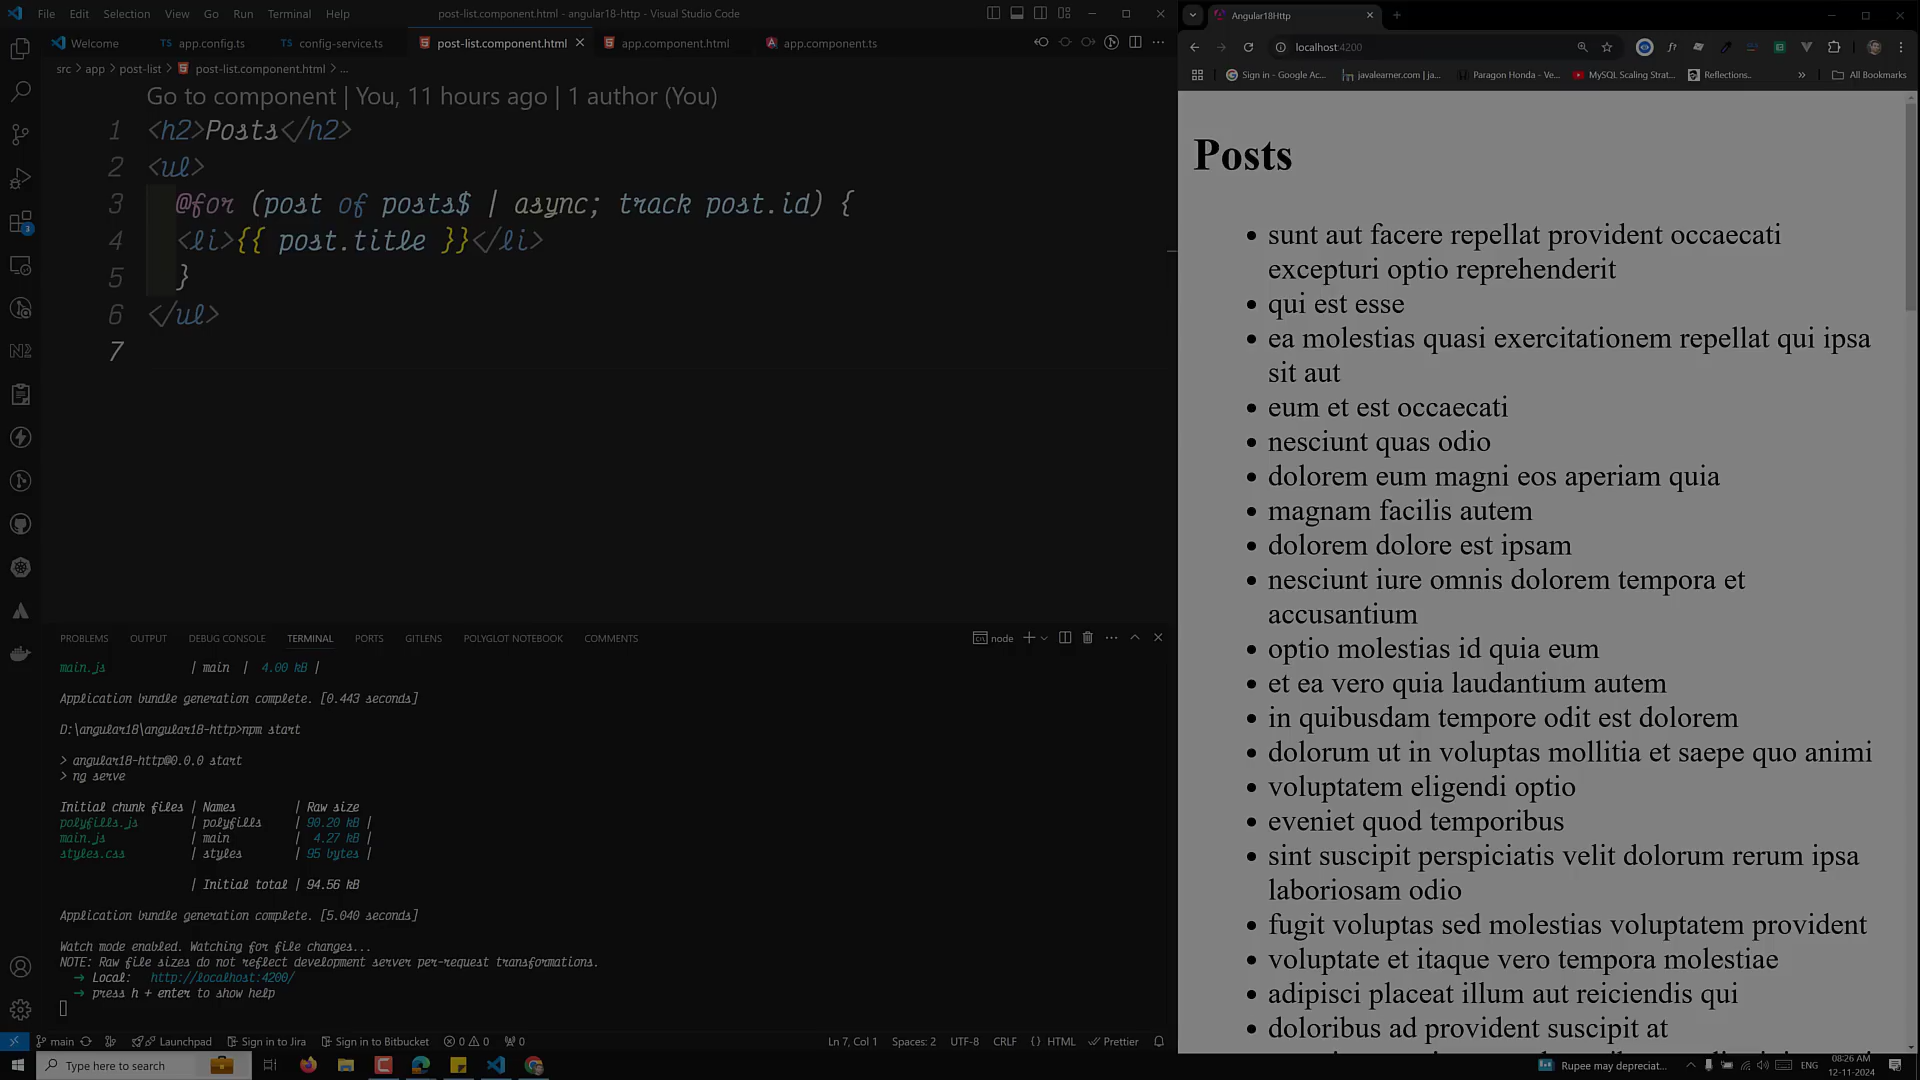 File Edit Selection View Go Run Terminal Help
post-list.component.html - angular18-http - Visual Studio Code
Welcome
TS app.config.ts
TS config-service.ts
post-list.component.html
app.component.html
app.component.ts
src > app > post-list > post-list.component.html > ...
Go to component | You, 11 hours ago | 1 author (You)
1 <h2>Posts</h2>
2 <ul>
3 @for (post of posts$ | async; track post.id) {
4 <li>{{ post.title }}</li>
5 }
6 </ul>
7
3
PROBLEMS OUTPUT DEBUG CONSOLE TERMINAL PORTS GITLENS POLYGLOT NOTEBOOK COMMENTS
node
main.js | main | 4.00 kB |
Application bundle generation complete. [0.443 seconds]
D:\angular18\angular18-http>npm start
> angular18-http@0.0.0 start
> ng serve
Initial chunk files | Names | Raw size
polyfills.js | polyfills | 90.20 kB |
main.js | main | 4.27 kB |
styles.css | styles | 95 bytes |
| Initial total | 94.56 kB
Application bundle generation complete. [5.040 seconds]
Watch mode enabled. Watching for file changes...
NOTE: Raw file sizes do not reflect development server per-request transformations.
→ Local: http://localhost:4200/
→ press h + enter to show help
main Launchpad Sign in to Jira Sign in to Bitbucket 0 0 0
Ln 7, Col 1 Spaces: 2 UTF-8 CRLF {} HTML Prettier
Angular18Http
localhost:4200
Sign in - Google Ac...
javalearner.com | ja...
Paragon Honda - Ve...
MySQL Scaling Strat...
Reflections..
» All Bookmarks
Posts
• sunt aut facere repellat provident occaecati
excepturi optio reprehenderit
• qui est esse
• ea molestias quasi exercitationem repellat qui ipsa
sit aut
• eum et est occaecati
• nesciunt quas odio
• dolorem eum magni eos aperiam quia
• magnam facilis autem
• dolorem dolore est ipsam
• nesciunt iure omnis dolorem tempora et
accusantium
• optio molestias id quia eum
• et ea vero quia laudantium autem
• in quibusdam tempore odit est dolorem
• dolorum ut in voluptas mollitia et saepe quo animi
• voluptatem eligendi optio
• eveniet quod temporibus
• sint suscipit perspiciatis velit dolorum rerum ipsa
laboriosam odio
• fugit voluptas sed molestias voluptatem provident
• voluptate et itaque vero tempora molestiae
• adipisci placeat illum aut reiciendis qui
• doloribus ad provident suscipit at
Type here to search
Rupee may depreciat...
ENG
08:26 AM
12-11-2024